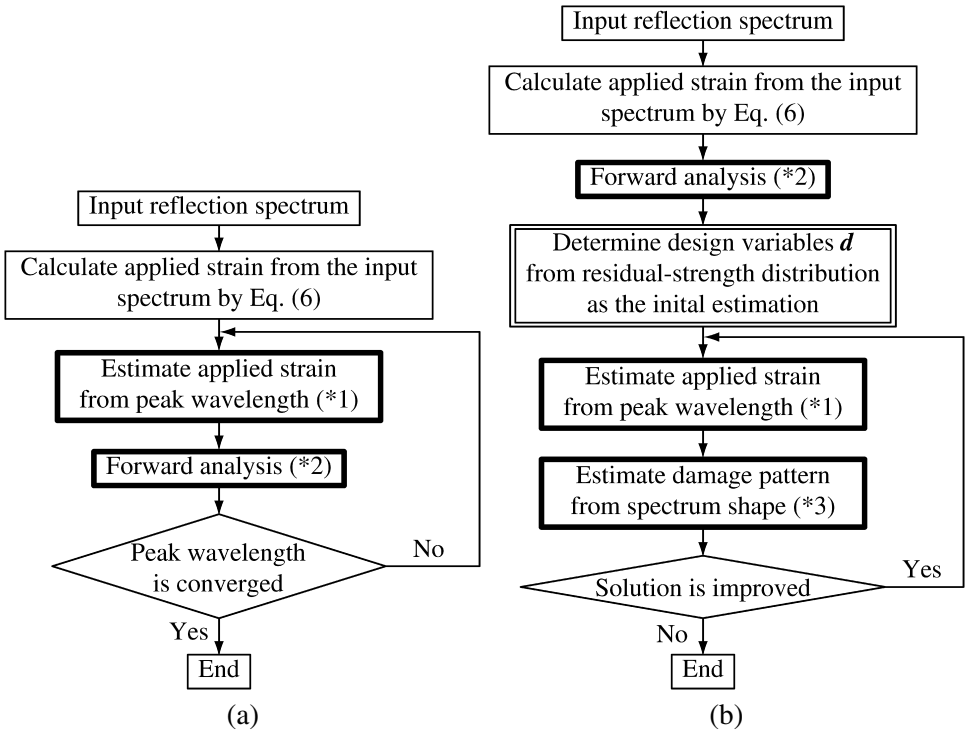 Input reflection spectrum
Calculate applied strain from the input
spectrum by Eq. (6)
Estimate applied strain
from peak wavelength (*1)
Forward analysis (*2)
Peak wavelength
is converged
No
Yes
End
(a)
Input reflection spectrum
Calculate applied strain from the input
spectrum by Eq. (6)
Forward analysis (*2)
Determine design variables d
from residual-strength distribution
as the inital estimation
Estimate applied strain
from peak wavelength (*1)
Estimate damage pattern
from spectrum shape (*3)
Solution is improved
Yes
No
End
(b)